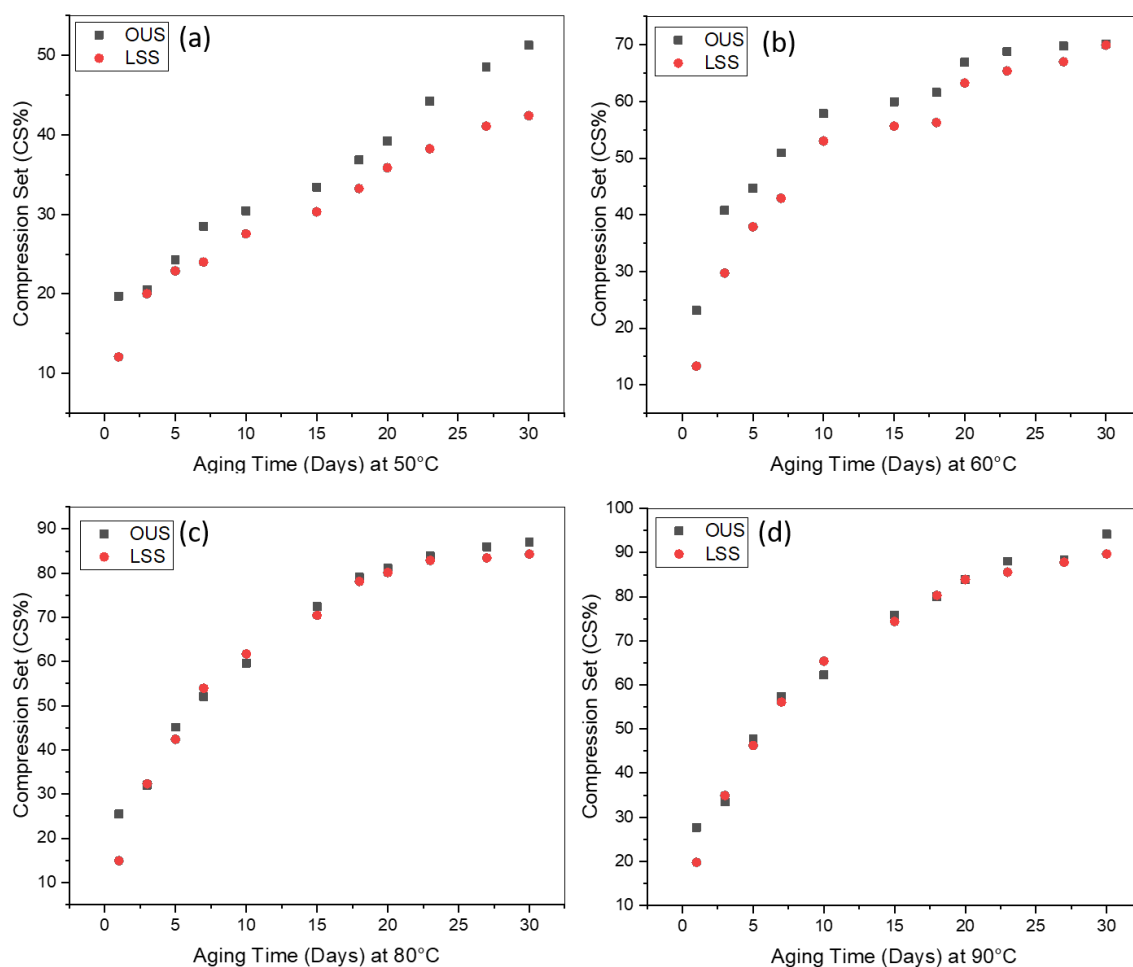 OUS
LSS
(a)
50
40
30
20
10
0 5 10 15 20 25 30
Compression Set (CS%)
Aging Time (Days) at 50°C
OUS
LSS
(b)
70
60
50
40
30
20
10
0 5 10 15 20 25 30
Compression Set (CS%)
Aging Time (Days) at 60°C
OUS
LSS
(c)
90
80
70
60
50
40
30
20
10
0 5 10 15 20 25 30
Compression Set (CS%)
Aging Time (Days) at 80°C
OUS
LSS
(d)
100
90
80
70
60
50
40
30
20
10
0 5 10 15 20 25 30
Compression Set (CS%)
Aging Time (Days) at 90°C